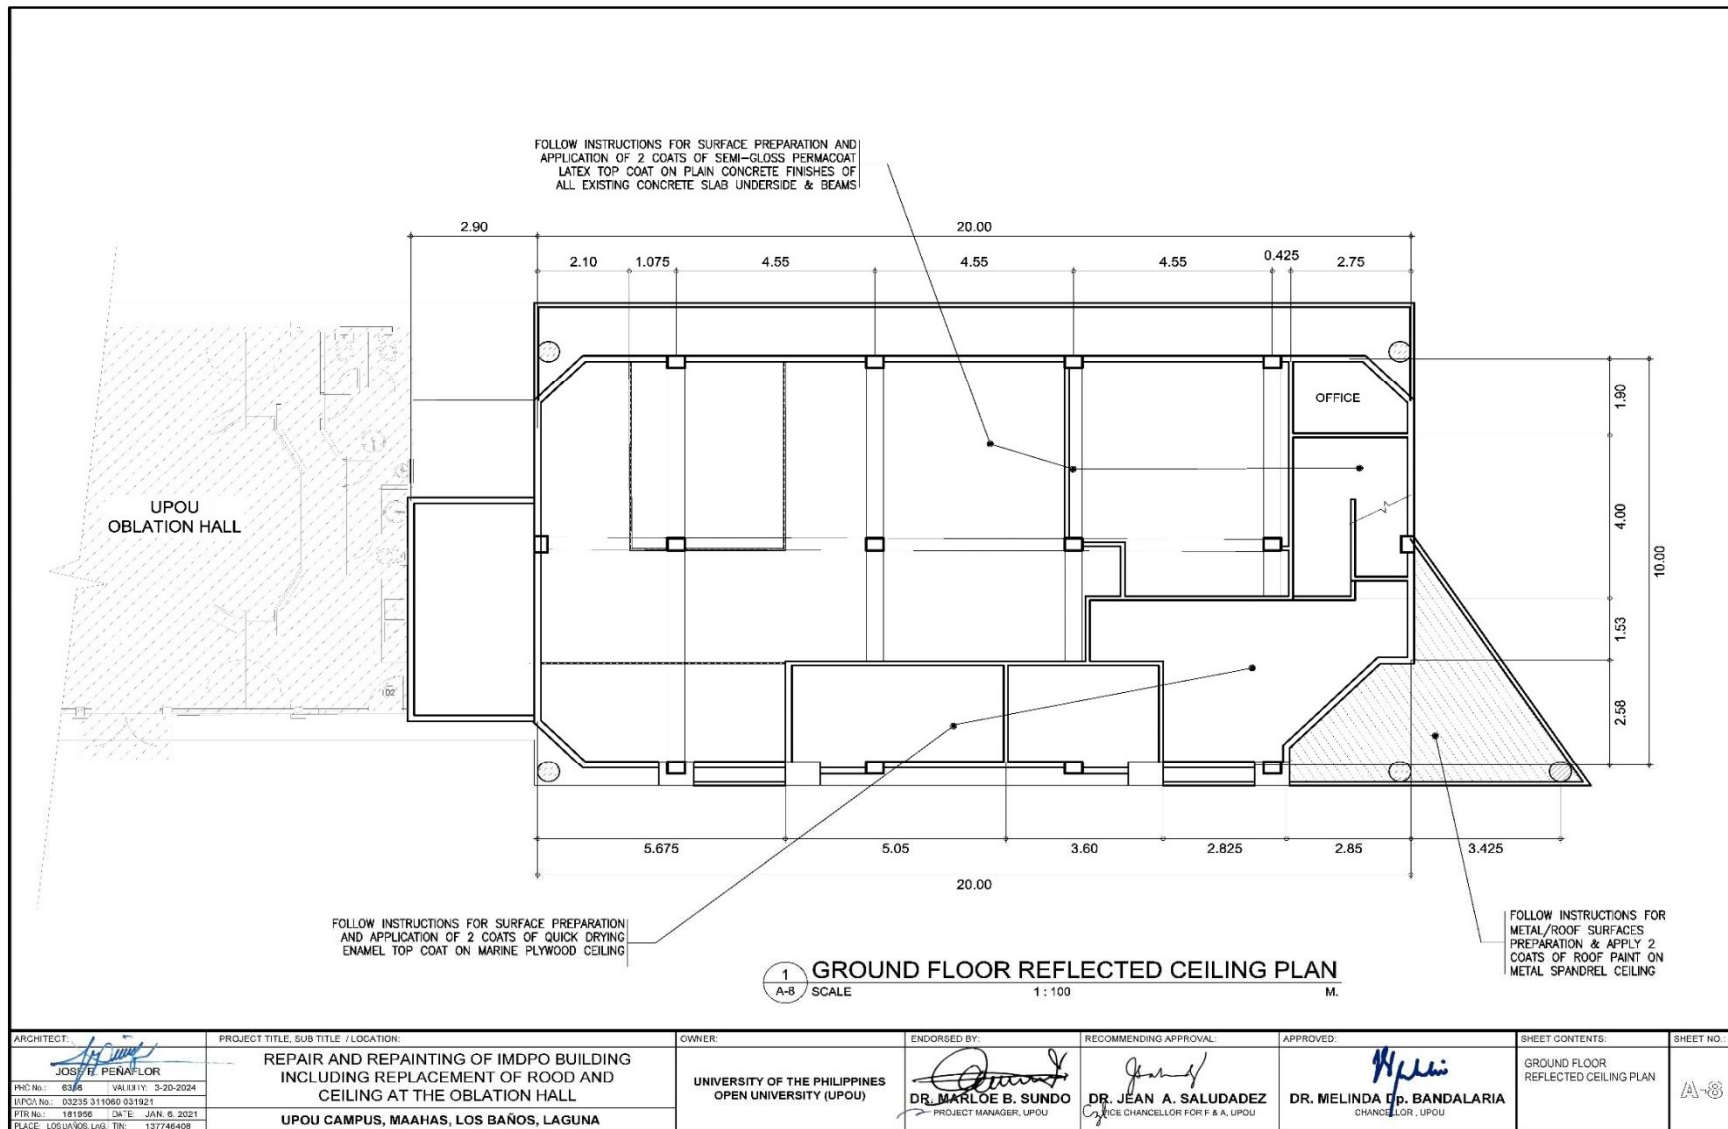 FOLLOW INSTRUCTIONS FOR SURFACE PREPARATION AND
APPLICATION OF 2 COATS OF SEMI-GLOSS PERMACOAT
LATEX TOP COAT ON PLAIN CONCRETE FINISHES OF
ALL EXISTING CONCRETE SLAB UNDERSIDE & BEAMS
2.90
20.00
2.10
1.075
4.55
4.55
4.55
0.425
2.75
OFFICE
1.90
4.00
10.00
1.53
2.58
UPOU
OBLATION HALL
102
5.675
5.05
3.60
2.825
2.85
3.425
20.00
FOLLOW INSTRUCTIONS FOR SURFACE PREPARATION
AND APPLICATION OF 2 COATS OF QUICK DRYING
ENAMEL TOP COAT ON MARINE PLYWOOD CEILING
FOLLOW INSTRUCTIONS FOR
METAL/ROOF SURFACES
PREPARATION & APPLY 2
COATS OF ROOF PAINT ON
METAL SPANDREL CEILING
1
A-8
GROUND FLOOR REFLECTED CEILING PLAN
SCALE 1 : 100 M.
ARCHITECT:
JOSE R. PEÑAFLOR
PRC No.: VALIDITY: 3-20-2024
IAPOA No.: 03235 311060 031921
PTR No.: 181956 DATE: JAN. 6, 2021
PLACE: LOS BAÑOS, LAG. TIN: 137746408
PROJECT TITLE, SUB TITLE / LOCATION:
REPAIR AND REPAINTING OF IMDPO BUILDING
INCLUDING REPLACEMENT OF ROOD AND
CEILING AT THE OBLATION HALL
UPOU CAMPUS, MAAHAS, LOS BAÑOS, LAGUNA
OWNER:
UNIVERSITY OF THE PHILIPPINES
OPEN UNIVERSITY (UPOU)
ENDORSED BY:
DR. MARLOE B. SUNDO
PROJECT MANAGER, UPOU
RECOMMENDING APPROVAL:
DR. JEAN A. SALUDADEZ
VICE CHANCELLOR FOR F & A, UPOU
APPROVED:
DR. MELINDA Dp. BANDALARIA
CHANCELLOR , UPOU
SHEET CONTENTS:
GROUND FLOOR
REFLECTED CEILING PLAN
SHEET NO.:
A-8